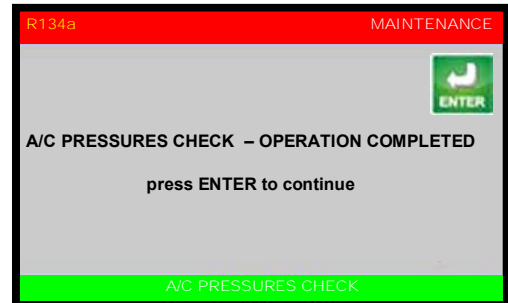 R134a MAINTENANCE
ENTER
A/C PRESSURES CHECK – OPERATION COMPLETED
press ENTER to continue
A/C PRESSURES CHECK